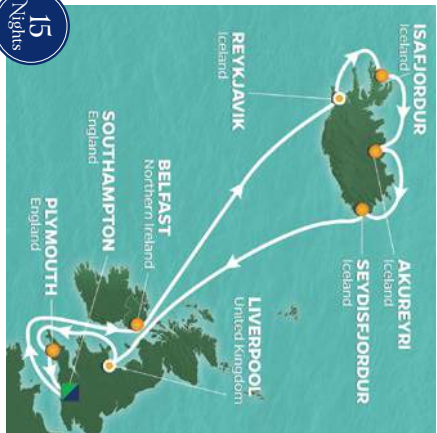 15
Nights
ISAFJORDUR
Iceland
REYKJAVIK
Iceland
AKUREYRI
Iceland
SEYDISFJORDUR
Iceland
BELFAST
Northern Ireland
LIVERPOOL
United Kingdom
SOUTHAMPTON
England
PLYMOUTH
England